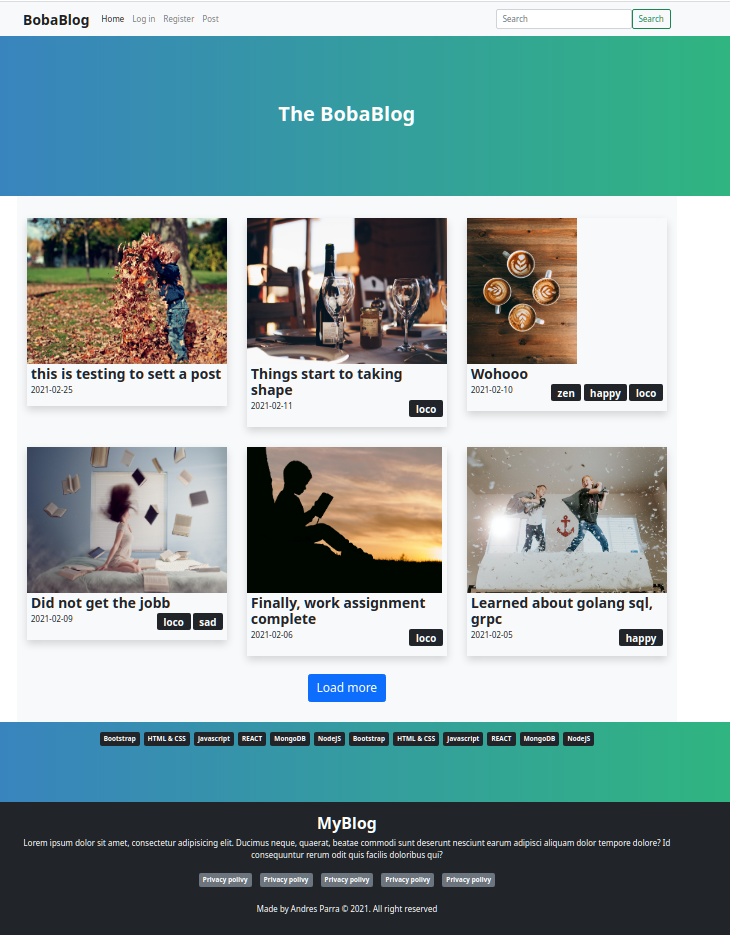 BobaBlog Home Log in Register Post Search Search
The BobaBlog
this is testing to sett a post
2021-02-25
Things start to taking
shape
2021-02-11
loco
Wohooo
2021-02-10
zen happy loco
Did not get the jobb
2021-02-09
loco sad
Finally, work assignment
complete
2021-02-06
loco
Learned about golang sql,
grpc
2021-02-05
happy
Load more
Bootstrap HTML & CSS Javascript REACT MongoDB NodeJS Bootstrap HTML & CSS Javascript REACT MongoDB NodeJS
MyBlog
Lorem ipsum dolor sit amet, consectetur adipisicing elit. Ducimus neque, quaerat, beatae commodi sunt deserunt nesciunt earum adipisci aliquam dolor tempore dolore? Id
consequuntur rerum odit quis facilis doloribus qui?
Privacy polivy Privacy polivy Privacy polivy Privacy polivy Privacy polivy
Made by Andres Parra © 2021. All right reserved